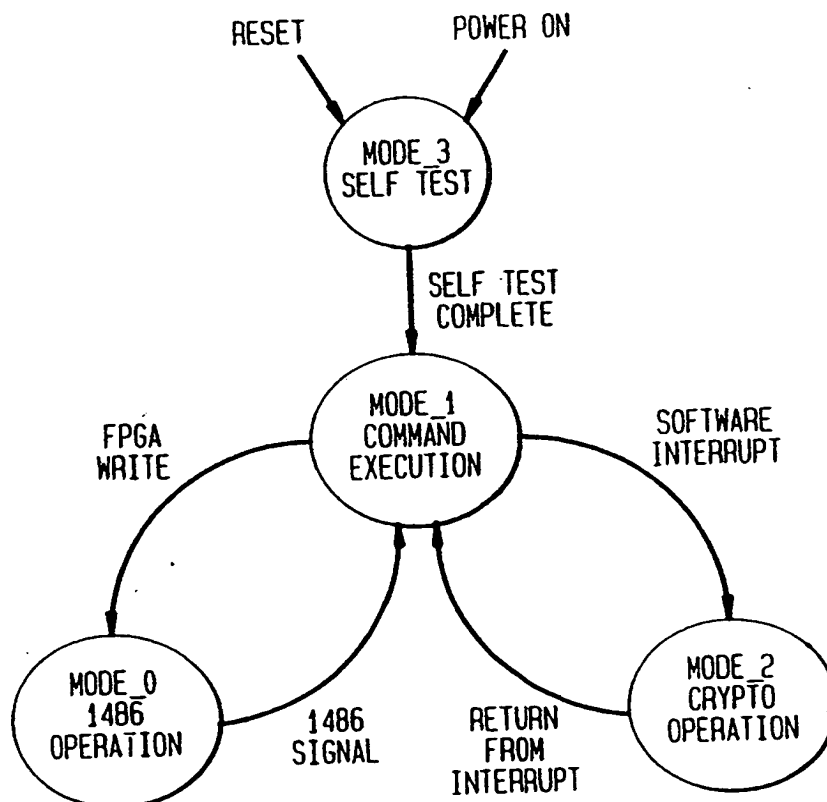 RESET
POWER ON
MODE_3
SELF TEST
SELF TEST
COMPLETE
MODE_1
COMMAND
EXECUTION
FPGA
WRITE
SOFTWARE
INTERRUPT
MODE_0
1486
OPERATION
1486
SIGNAL
RETURN
FROM
INTERRUPT
MODE_2
CRYPTO
OPERATION